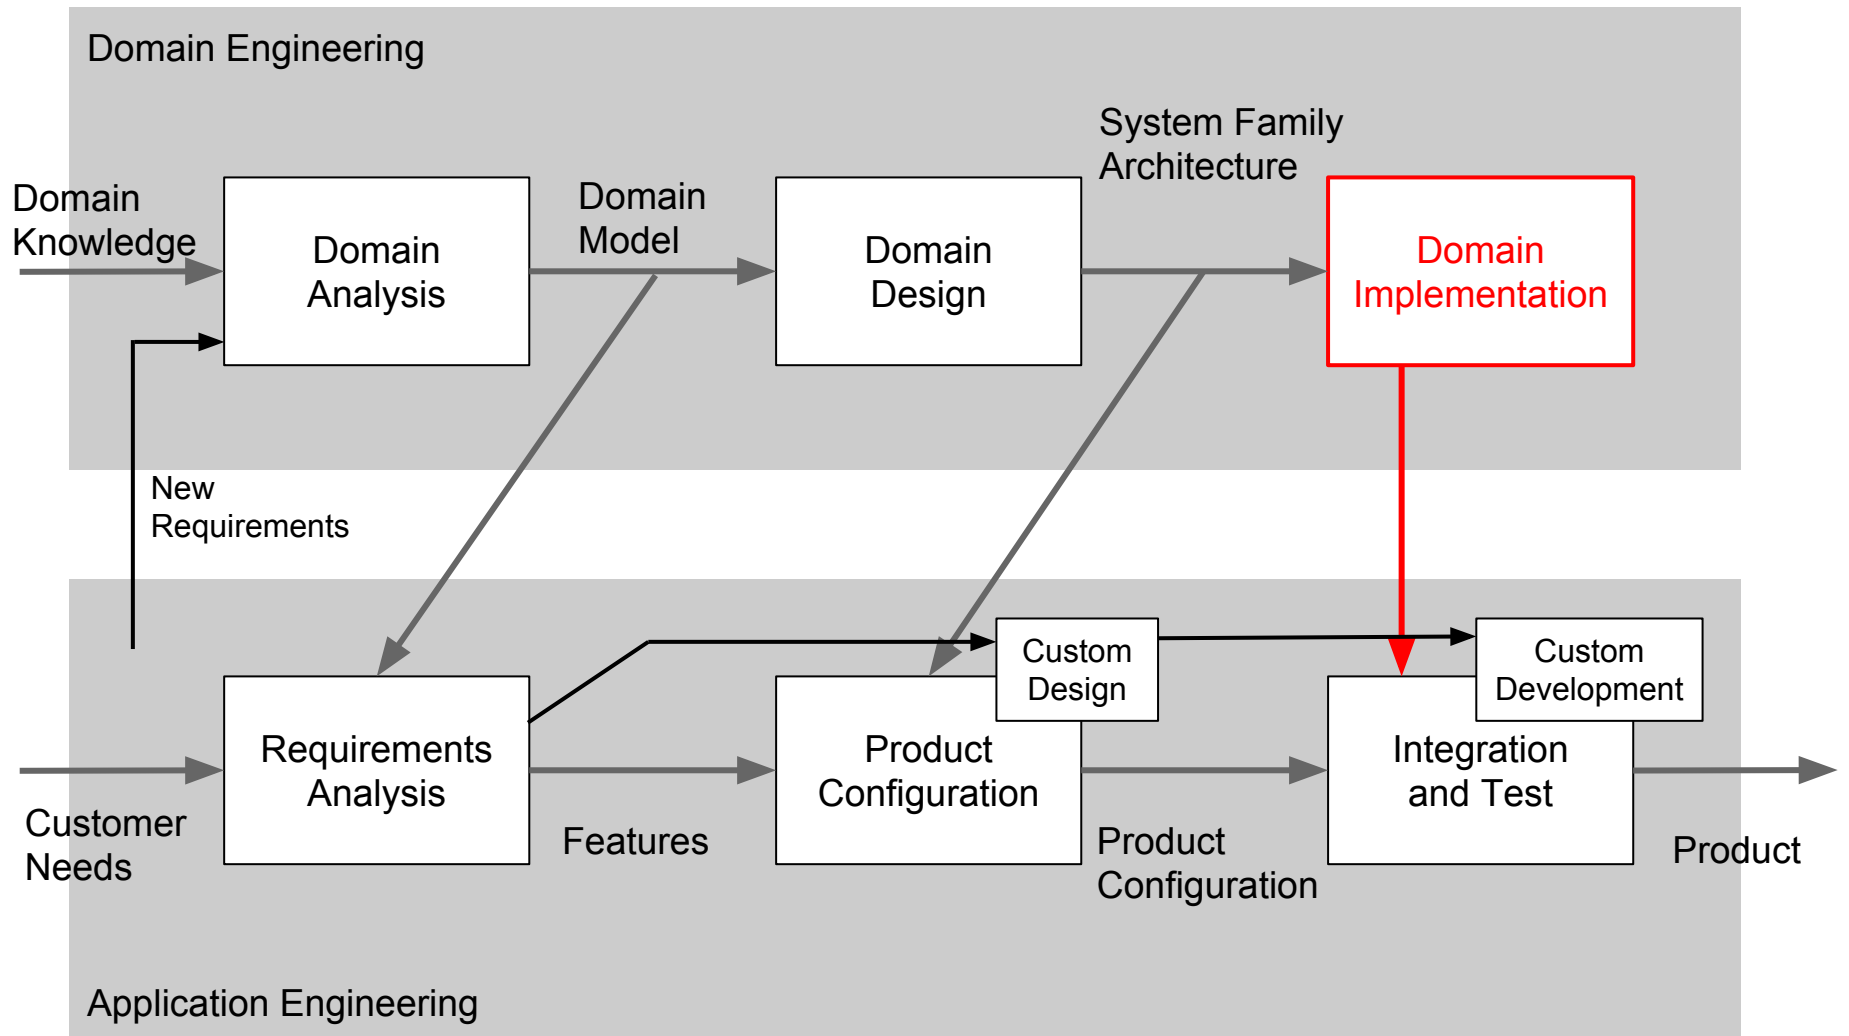 Domain Engineering
System Family
Architecture
Domain
Knowledge
Domain
Analysis
Domain
Model
Domain
Design
Domain
Implementation
New
Requirements
Custom
Design
Custom
Development
Requirements
Analysis
Product
Configuration
Integration
and Test
Customer
Needs
Features
Product
Configuration
Product
Application Engineering